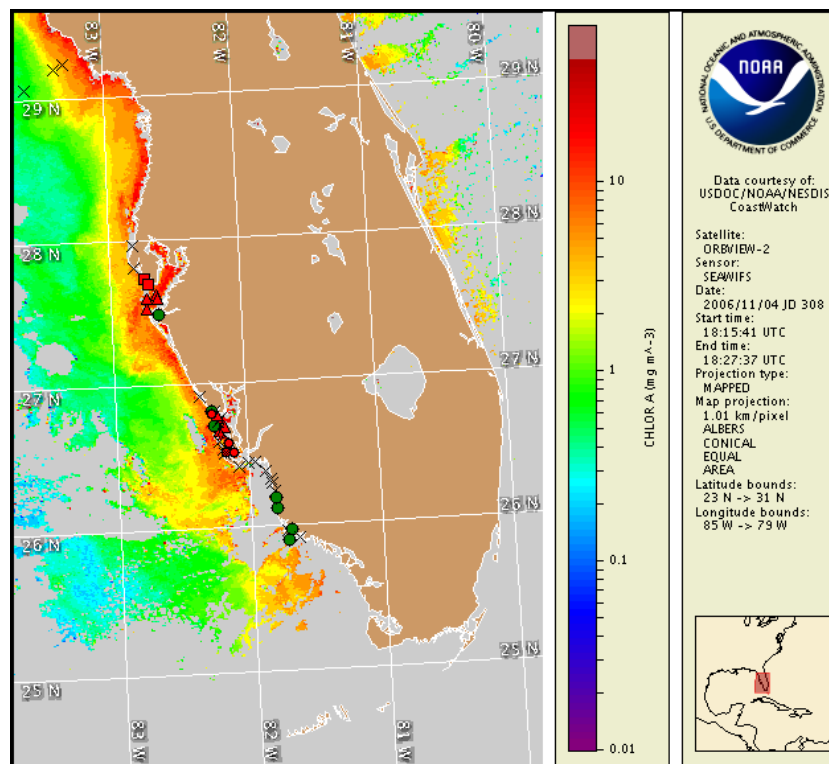 83 W
82 W
81 W
80 W
29 N
29 N
28 N
28 N
27 N
27 N
26 N
26 N
25 N
25 N
83 W
82 W
81 W
10
1
0.1
0.01
CHLOR A (mg m^-3)
NATIONAL OCEANIC AND ATMOSPHERIC ADMINISTRATION
NOAA
U.S. DEPARTMENT OF COMMERCE
Data courtesy of:
USDOC/NOAA/NESDIS
CoastWatch
Satellite:
ORBVIEW-2
Sensor:
SEAWIFS
Date:
2006/11/04 JD 308
Start time:
18:15:41 UTC
End time:
18:27:37 UTC
Projection type:
MAPPED
Map projection:
1.01 km/pixel
ALBERS
CONICAL
EQUAL
AREA
Latitude bounds:
23 N -> 31 N
Longitude bounds:
85 W -> 79 W